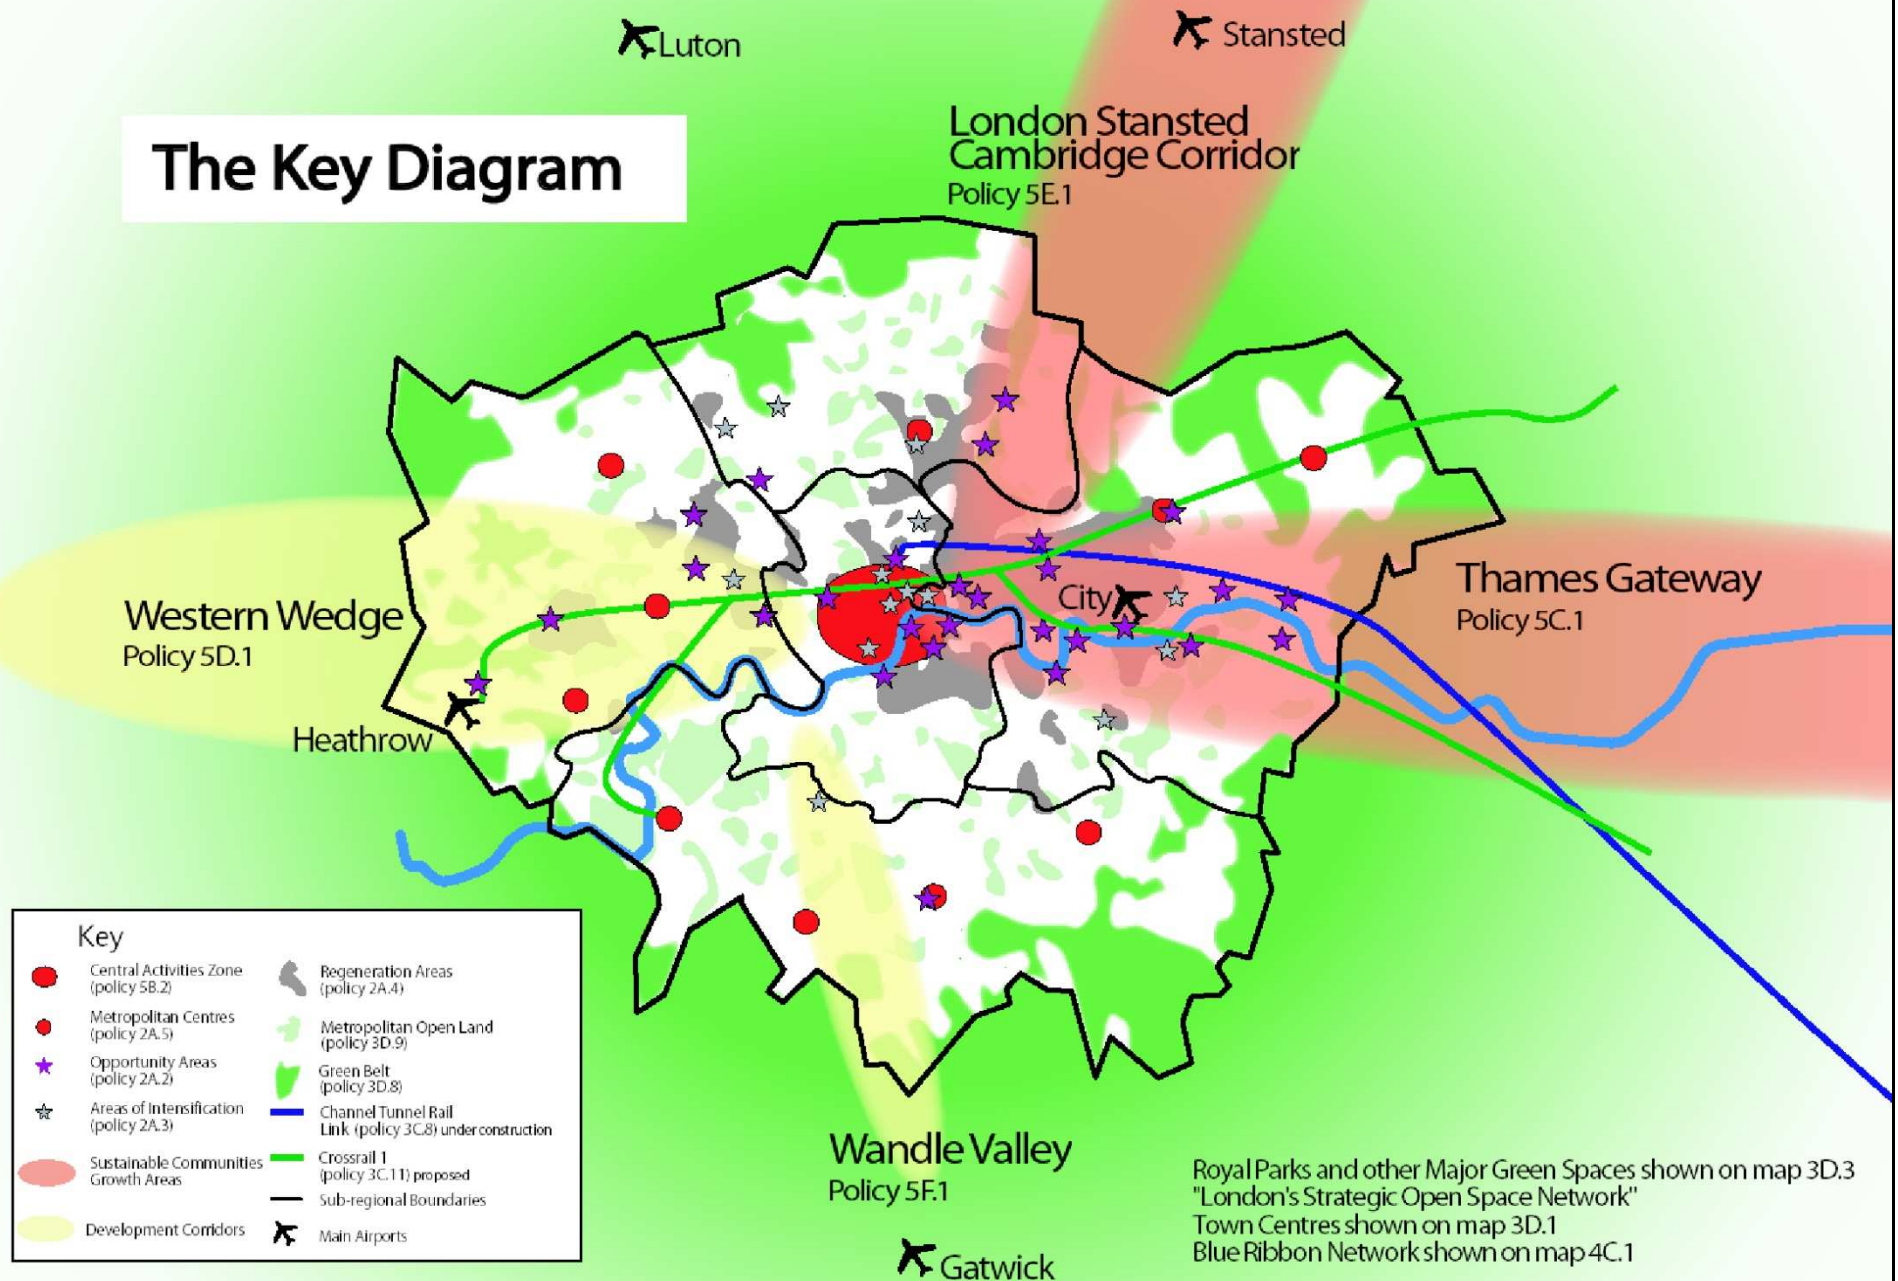 Luton
Stansted
The Key Diagram
London Stansted
Cambridge Corridor
Policy 5E.1
Western Wedge
Policy 5D.1
Heathrow
City
Thames Gateway
Policy 5C.1
Wandle Valley
Policy 5F.1
Gatwick
Key
Central Activities Zone
(policy 5B.2)
Metropolitan Centres
(policy 2A.5)
Opportunity Areas
(policy 2A.2)
Areas of Intensification
(policy 2A.3)
Sustainable Communities
Growth Areas
Development Corridors
Regeneration Areas
(policy 2A.4)
Metropolitan Open Land
(policy 3D.9)
Green Belt
(policy 3D.8)
Channel Tunnel Rail
Link (policy 3C.8) under construction
Crossrail 1
(policy 3C.11) proposed
Sub-regional Boundaries
Main Airports
Royal Parks and other Major Green Spaces shown on map 3D.3
"London's Strategic Open Space Network"
Town Centres shown on map 3D.1
Blue Ribbon Network shown on map 4C.1